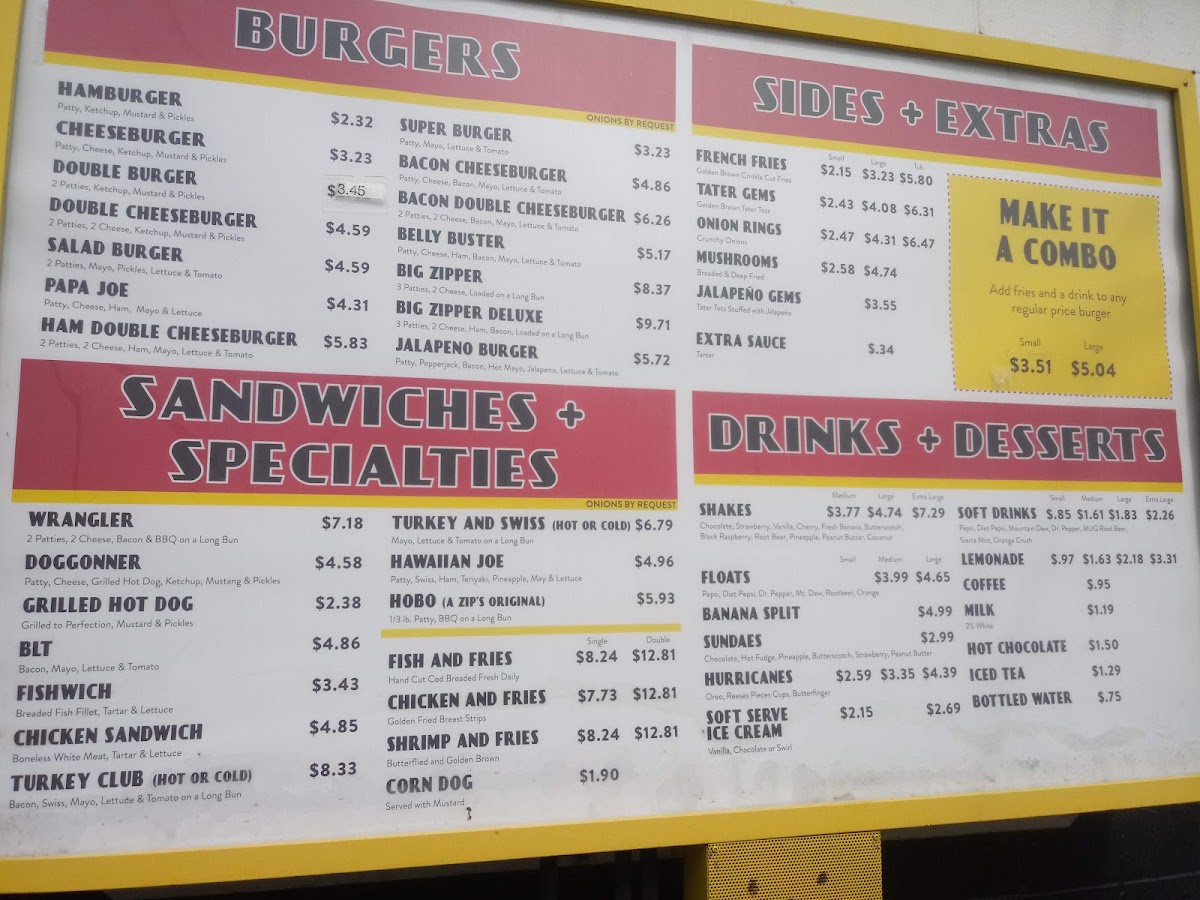 BURGERS
ONIONS BY REQUEST
HAMBURGER $2.32
Patty, Ketchup, Mustard & Pickles
CHEESEBURGER $3.23
Patty, Cheese, Ketchup, Mustard & Pickles
DOUBLE BURGER $3.45
2 Patties, Ketchup, Mustard & Pickles
DOUBLE CHEESEBURGER $4.59
2 Patties, 2 Cheese, Ketchup, Mustard & Pickles
SALAD BURGER $4.59
2 Patties, Mayo, Pickles, Lettuce & Tomato
PAPA JOE $4.31
Patty, Cheese, Ham, Mayo & Lettuce
HAM DOUBLE CHEESEBURGER $5.83
2 Patties, 2 Cheese, Ham, Mayo, Lettuce & Tomato
SUPER BURGER $3.23
Patty, Mayo, Lettuce & Tomato
BACON CHEESEBURGER $4.86
Patty, Cheese, Bacon, Mayo, Lettuce & Tomato
BACON DOUBLE CHEESEBURGER $6.26
2 Patties, 2 Cheese, Bacon, Mayo, Lettuce & Tomato
BELLY BUSTER $5.17
Patty, Cheese, Ham, Bacon, Mayo, Lettuce & Tomato
BIG ZIPPER $8.37
3 Patties, 2 Cheese, Loaded on a Long Bun
BIG ZIPPER DELUXE $9.71
3 Patties, 2 Cheese, Ham, Bacon, Loaded on a Long Bun
JALAPENO BURGER $5.72
Patty, Pepperjack, Bacon, Hot Mayo, Jalapeno, Lettuce & Tomato
SIDES + EXTRAS
Small Large Tub
FRENCH FRIES $2.15 $3.23 $5.80
Golden Brown Crinkle Cut Fries
TATER GEMS $2.43 $4.08 $6.31
Golden Brown Tater Tots
ONION RINGS $2.47 $4.31 $6.47
Crunchy Onions
MUSHROOMS $2.58 $4.74
Breaded & Deep Fried
JALAPEÑO GEMS $3.55
Tater Tots Stuffed with Jalapeño
EXTRA SAUCE $.34
Tartar
MAKE IT
A COMBO
Add fries and a drink to any
regular price burger
Small Large
$3.51 $5.04
SANDWICHES +
SPECIALTIES
ONIONS BY REQUEST
WRANGLER $7.18
2 Patties, 2 Cheese, Bacon & BBQ on a Long Bun
DOGGONNER $4.58
Patty, Cheese, Grilled Hot Dog, Ketchup, Mustang & Pickles
GRILLED HOT DOG $2.38
Grilled to Perfection, Mustard & Pickles
BLT $4.86
Bacon, Mayo, Lettuce & Tomato
FISHWICH $3.43
Breaded Fish Fillet, Tartar & Lettuce
CHICKEN SANDWICH $4.85
Boneless White Meat, Tartar & Lettuce
TURKEY CLUB (HOT OR COLD) $8.33
Bacon, Swiss, Mayo, Lettuce & Tomato on a Long Bun
TURKEY AND SWISS (HOT OR COLD) $6.79
Mayo, Lettuce & Tomato on a Long Bun
HAWAIIAN JOE $4.96
Patty, Swiss, Ham, Teriyaki, Pineapple, May & Lettuce
HOBO (A ZIP'S ORIGINAL) $5.93
1/3 lb. Patty, BBQ on a Long Bun
Single Double
FISH AND FRIES $8.24 $12.81
Hand Cut Cod Breaded Fresh Daily
CHICKEN AND FRIES $7.73 $12.81
Golden Fried Breast Strips
SHRIMP AND FRIES $8.24 $12.81
Butterflied and Golden Brown
CORN DOG $1.90
Served with Mustard
DRINKS + DESSERTS
Medium Large Extra Large
SHAKES $3.77 $4.74 $7.29
Chocolate, Strawberry, Vanilla, Cherry, Fresh Banana, Butterscotch,
Black Raspberry, Root Beer, Pineapple, Peanut Butter, Coconut
Small Medium Large
FLOATS $3.99 $4.65
Pepsi, Diet Pepsi, Dr. Pepper, Mt. Dew, Rootbeer, Orange
BANANA SPLIT $4.99
SUNDAES $2.99
Chocolate, Hot Fudge, Pineapple, Butterscotch, Strawberry, Peanut Butter
HURRICANES $2.59 $3.35 $4.39
Oreo, Reeses Pieces Cups, Butterfinger
SOFT SERVE
ICE CREAM $2.15 $2.69
Vanilla, Chocolate or Swirl
Small Medium Large Extra Large
SOFT DRINKS $.85 $1.61 $1.83 $2.26
Pepsi, Diet Pepsi, Mountain Dew, Dr. Pepper, MUG Root Beer,
Sierra Mist, Orange Crush
LEMONADE $.97 $1.63 $2.18 $3.31
COFFEE $.95
MILK $1.19
2% White
HOT CHOCOLATE $1.50
ICED TEA $1.29
BOTTLED WATER $.75